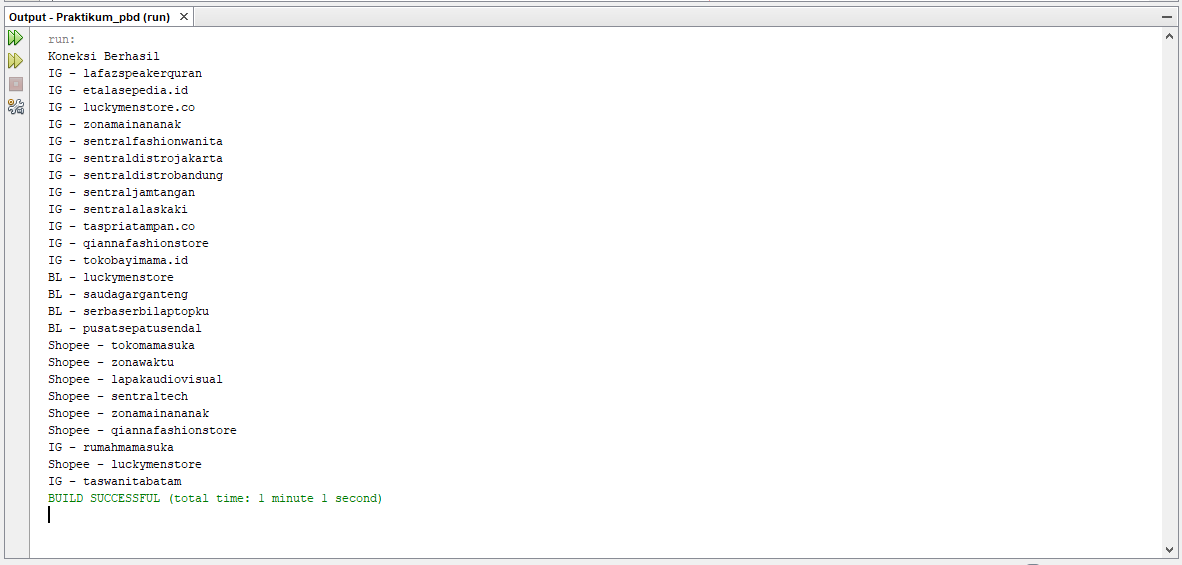 Output - Praktikum_pbd (run)
run:
Koneksi Berhasil
IG - lafazspeakerquran
IG - etalasepedia.id
IG - luckymenstore.co
IG - zonamainananak
IG - sentralfashionwanita
IG - sentraldistrojakarta
IG - sentraldistrobandung
IG - sentraljamtangan
IG - sentralalaskaki
IG - taspriatampan.co
IG - qiannafashionstore
IG - tokobayimama.id
BL - luckymenstore
BL - saudagarganteng
BL - serbaserbilaptopku
BL - pusatsepatusendal
Shopee - tokomamasuka
Shopee - zonawaktu
Shopee - lapakaudiovisual
Shopee - sentraltech
Shopee - zonamainananak
Shopee - qiannafashionstore
IG - rumahmamasuka
Shopee - luckymenstore
IG - taswanitabatam
BUILD SUCCESSFUL (total time: 1 minute 1 second)